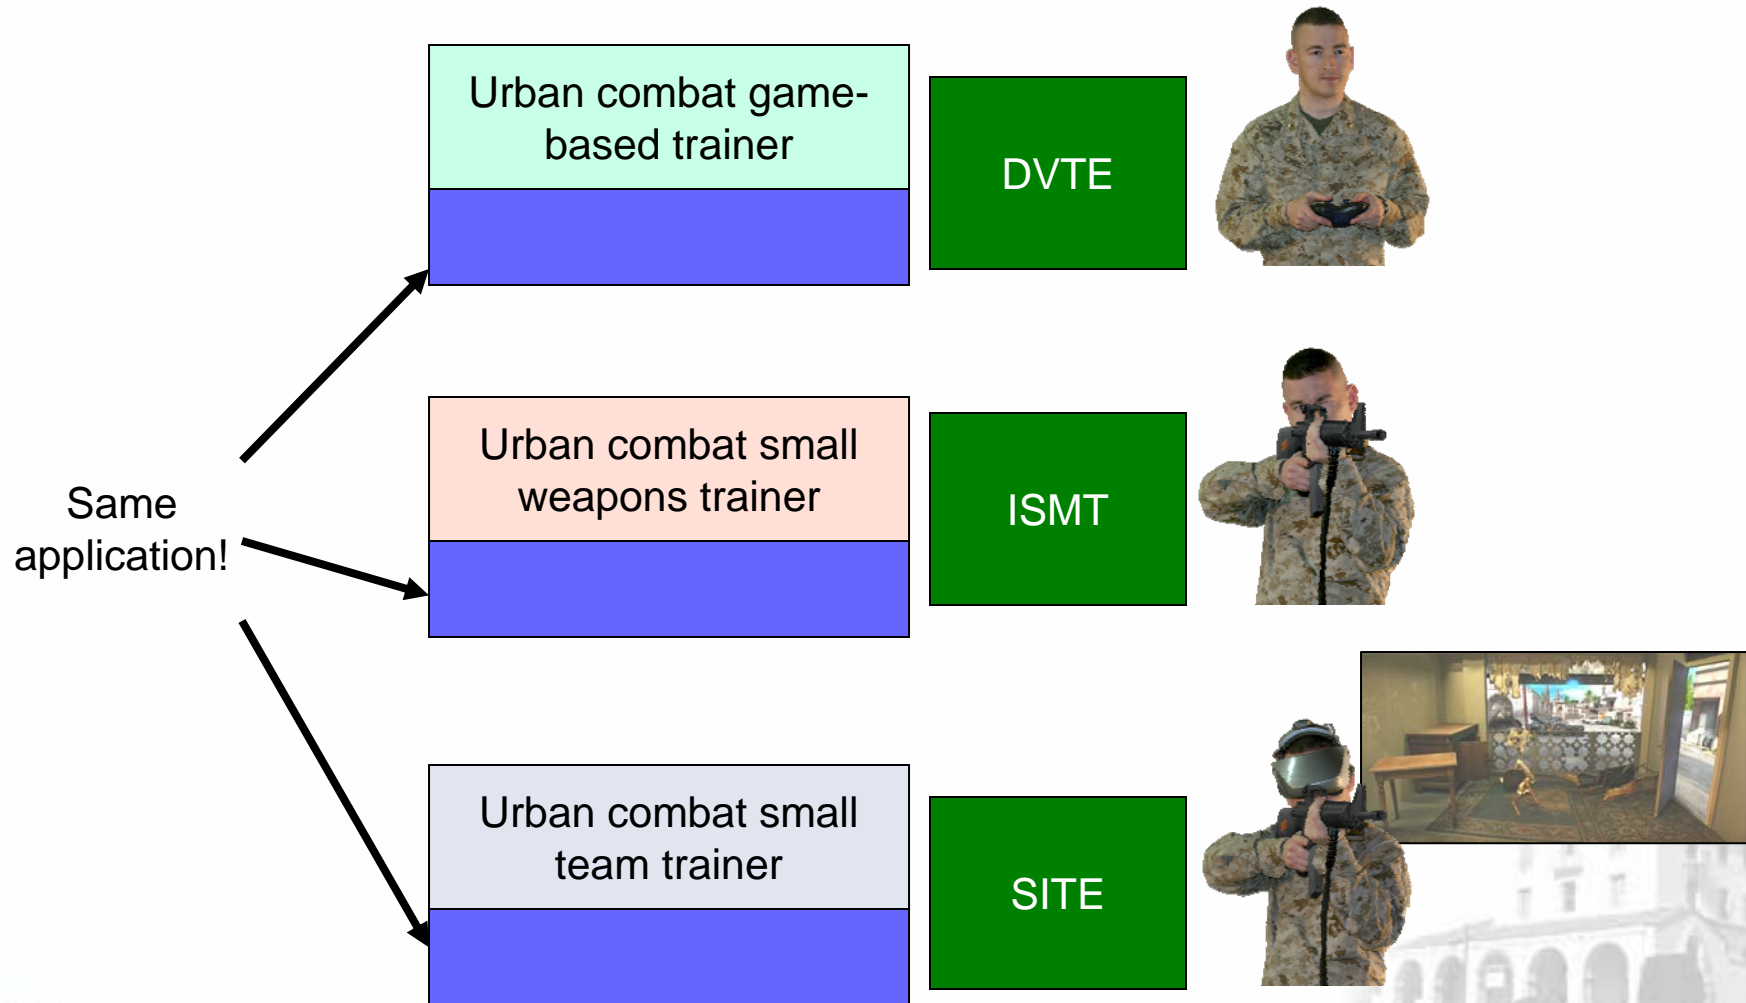 Urban combat game-
based trainer
DVTE
Urban combat small
weapons trainer
ISMT
Same
application!
Urban combat small
team trainer
SITE